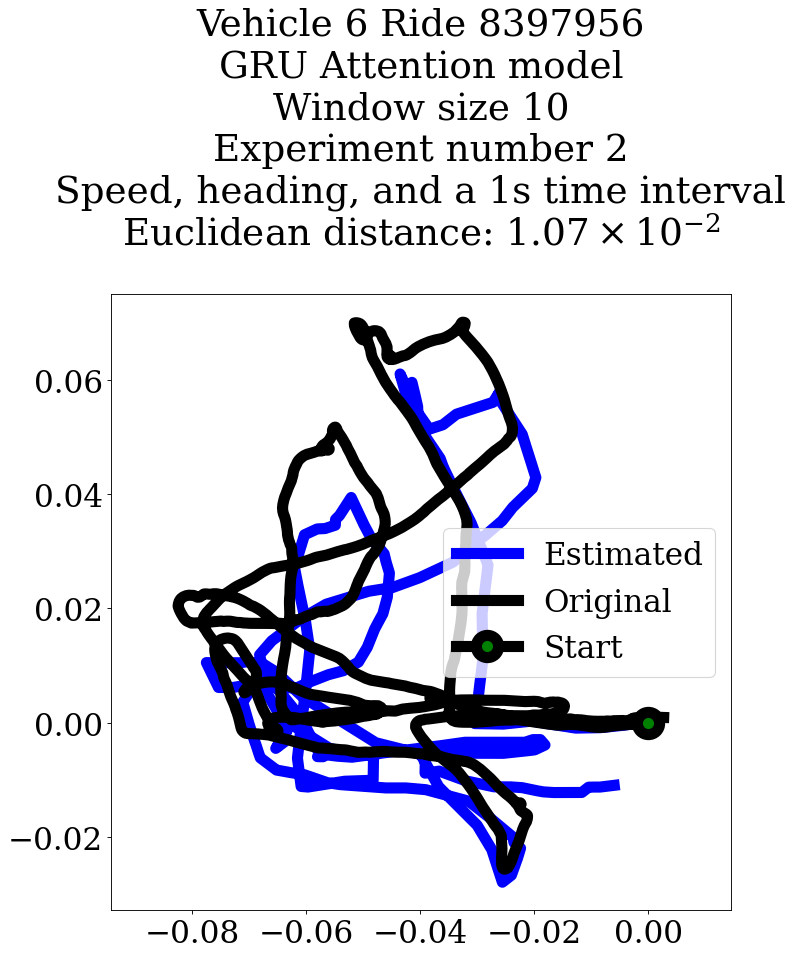 Vehicle 6 Ride 8397956
GRU Attention model
Window size 10
Experiment number 2
Speed, heading, and a 1s time interval
Euclidean distance: 1.07 × 10⁻²
0.06
0.04
0.02
0.00
−0.02
Estimated
Original
Start
−0.08 −0.06 −0.04 −0.02 0.00